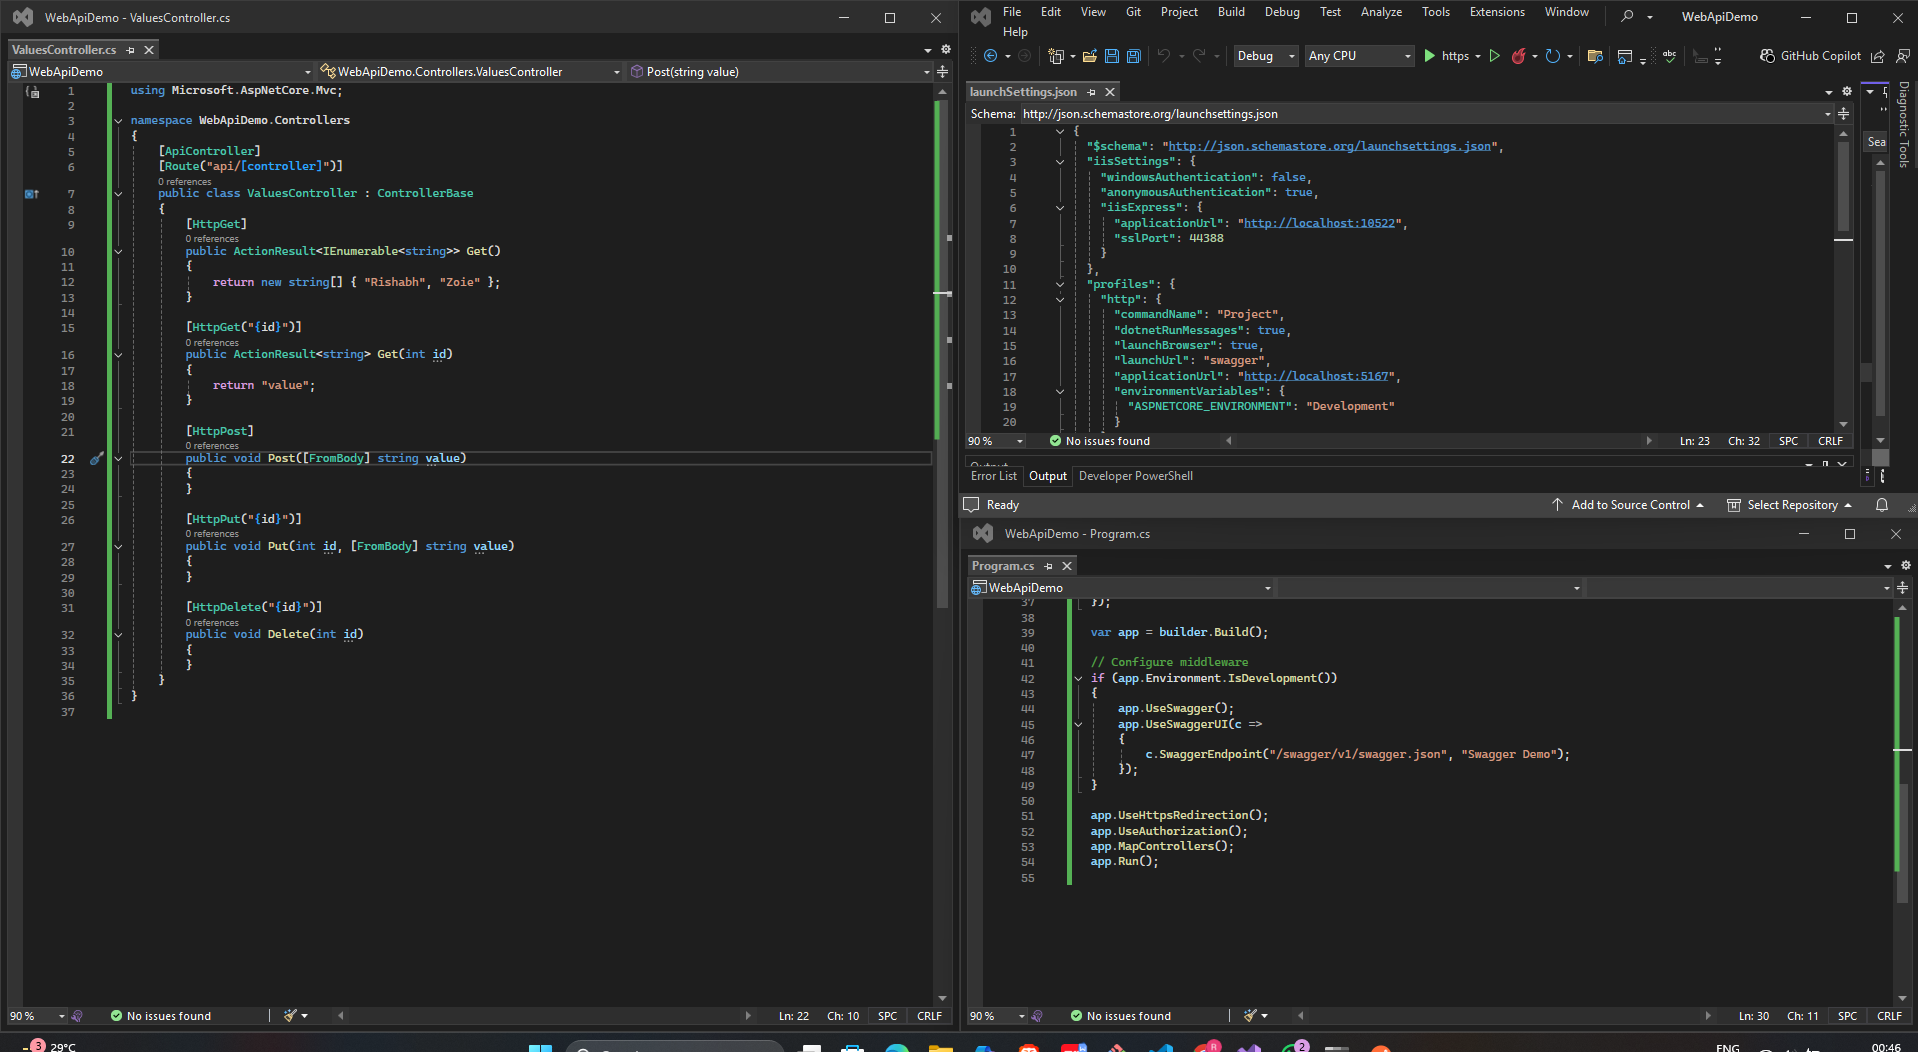 WebApiDemo - ValuesController.cs
ValuesController.cs
WebApiDemo
WebApiDemo.Controllers.ValuesController
Post(string value)
1 using Microsoft.AspNetCore.Mvc;
2
3 namespace WebApiDemo.Controllers
4 {
5 [ApiController]
6 [Route("api/[controller]")]
0 references
7 public class ValuesController : ControllerBase
8 {
9 [HttpGet]
0 references
10 public ActionResult<IEnumerable<string>> Get()
11 {
12 return new string[] { "Rishabh", "Zoie" };
13 }
14
15 [HttpGet("{id}")]
0 references
16 public ActionResult<string> Get(int id)
17 {
18 return "value";
19 }
20
21 [HttpPost]
0 references
22 public void Post([FromBody] string value)
23 {
24 }
25
26 [HttpPut("{id}")]
0 references
27 public void Put(int id, [FromBody] string value)
28 {
29 }
30
31 [HttpDelete("{id}")]
0 references
32 public void Delete(int id)
33 {
34 }
35 }
36 }
37
90 %
No issues found
Ln: 22 Ch: 10 SPC CRLF
File Edit View Git Project Build Debug Test Analyze Tools Extensions Window
WebApiDemo
Help
Debug Any CPU https
GitHub Copilot
launchSettings.json
Schema: http://json.schemastore.org/launchsettings.json
1 {
2 "$schema": "http://json.schemastore.org/launchsettings.json",
3 "iisSettings": {
4 "windowsAuthentication": false,
5 "anonymousAuthentication": true,
6 "iisExpress": {
7 "applicationUrl": "http://localhost:10522",
8 "sslPort": 44388
9 }
10 },
11 "profiles": {
12 "http": {
13 "commandName": "Project",
14 "dotnetRunMessages": true,
15 "launchBrowser": true,
16 "launchUrl": "swagger",
17 "applicationUrl": "http://localhost:5167",
18 "environmentVariables": {
19 "ASPNETCORE_ENVIRONMENT": "Development"
20 }
90 %
No issues found
Ln: 23 Ch: 32 SPC CRLF
Sea
Diagnostic Tools
Output
Error List Output Developer PowerShell
Ready
Add to Source Control
Select Repository
WebApiDemo - Program.cs
Program.cs
WebApiDemo
37 });
38
39 var app = builder.Build();
40
41 // Configure middleware
42 if (app.Environment.IsDevelopment())
43 {
44 app.UseSwagger();
45 app.UseSwaggerUI(c =>
46 {
47 c.SwaggerEndpoint("/swagger/v1/swagger.json", "Swagger Demo");
48 });
49 }
50
51 app.UseHttpsRedirection();
52 app.UseAuthorization();
53 app.MapControllers();
54 app.Run();
55
90 %
No issues found
Ln: 30 Ch: 11 SPC CRLF
3
29°C
R
2
ENG
00:46